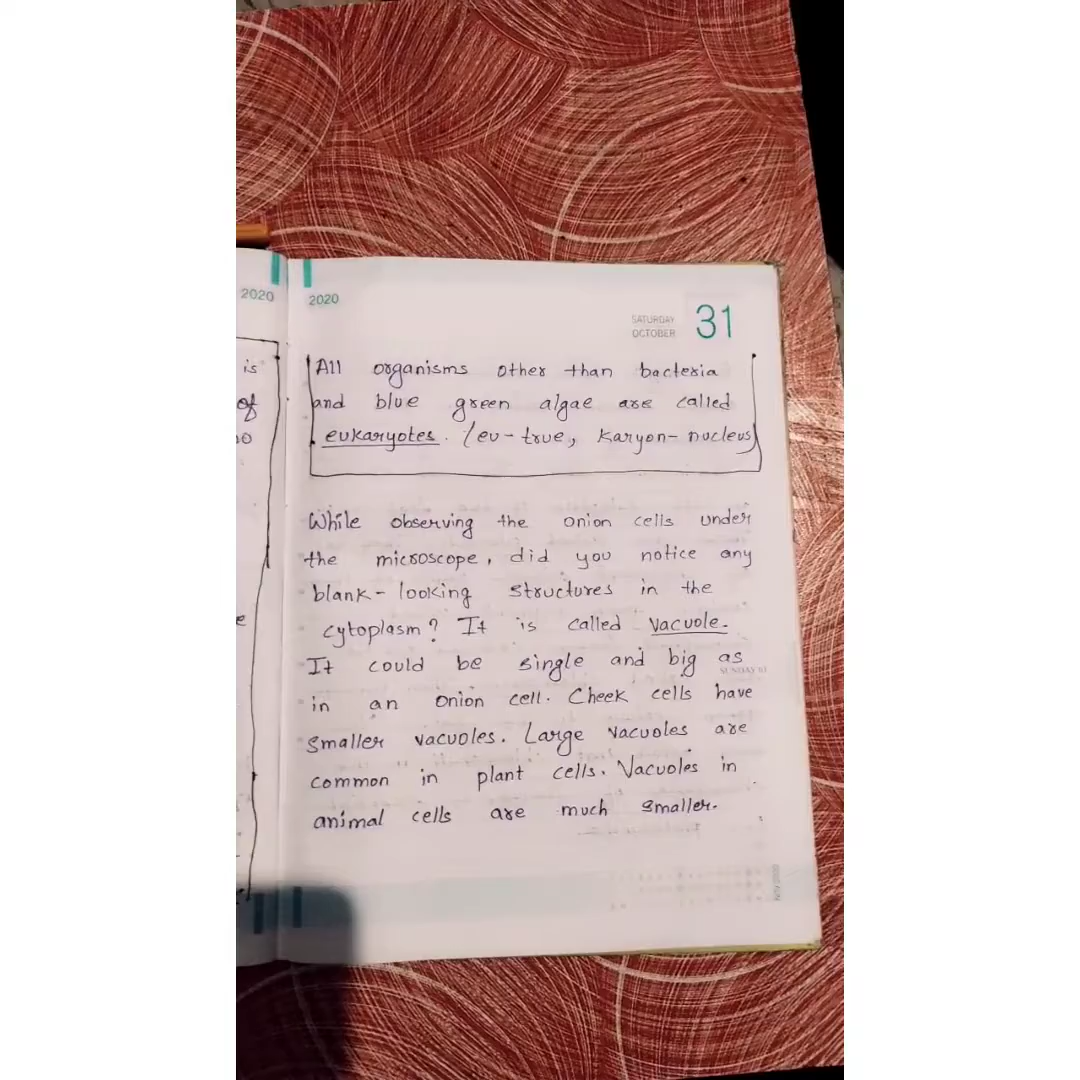 2020
is
of
2020
SATURDAY
OCTOBER
31
All organisms other than bacteria
and blue green algae are called
eukaryotes. (eu-true, karyon- nucleus)
While observing the onion cells under
the microscope, did you notice any
blank-looking structures in the
cytoplasm? It is called vacuole.
It could be single and big as
SUNDAY 01
in an onion cell. Cheek cells have
smaller vacuoles. Large vacuoles are
common in plant cells. Vacuoles in
animal cells are much smaller.